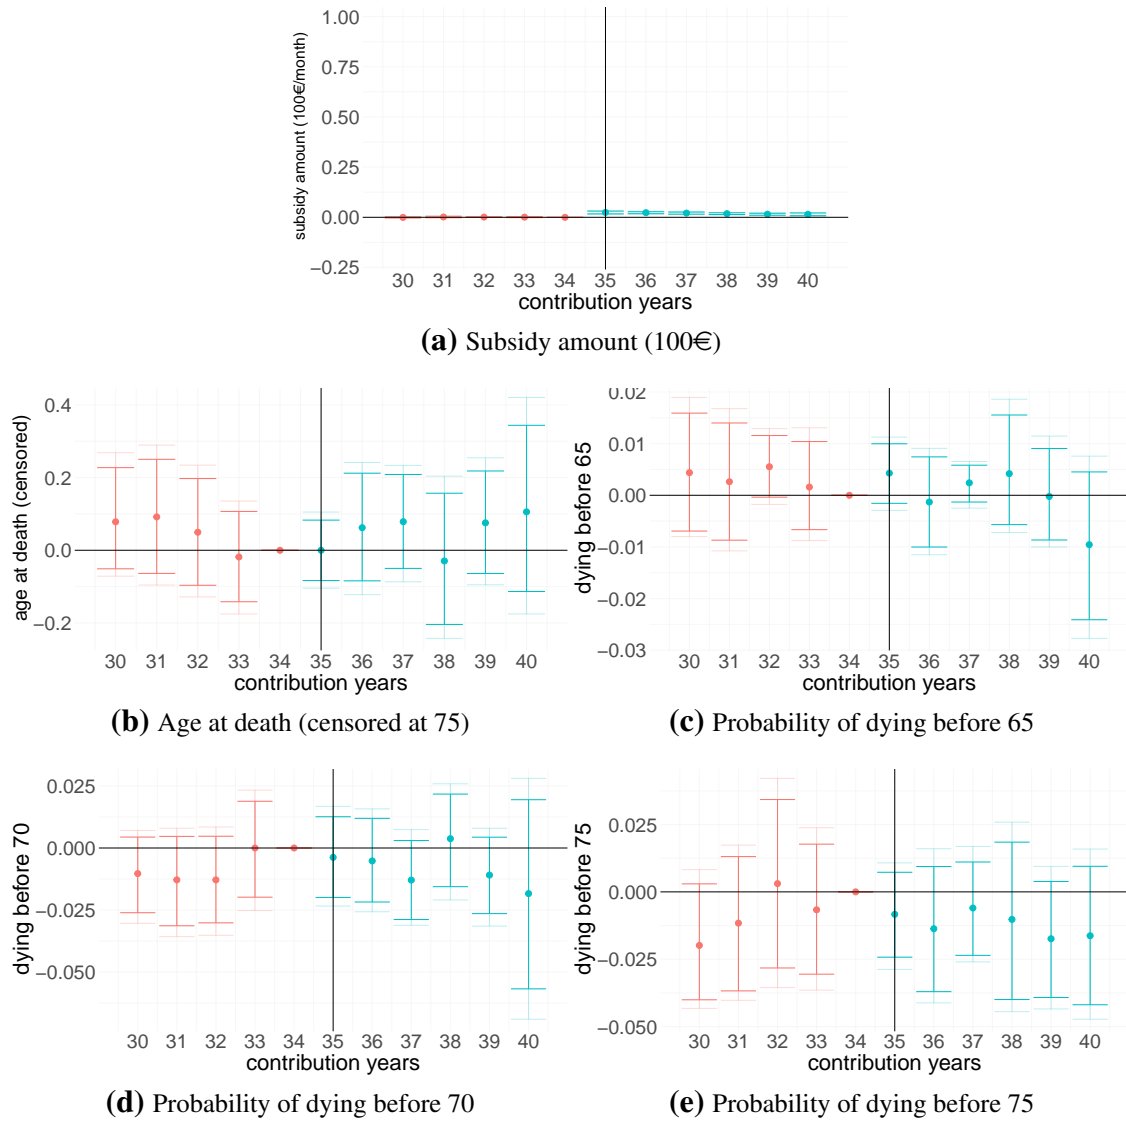 subsidy amount (100€/month)
1.00
0.75
0.50
0.25
0.00
−0.25
30 31 32 33 34 35 36 37 38 39 40
contribution years
(a) Subsidy amount (100€)
age at death (censored)
0.4
0.2
0.0
−0.2
30 31 32 33 34 35 36 37 38 39 40
contribution years
(b) Age at death (censored at 75)
dying before 65
0.02
0.01
0.00
−0.01
−0.02
−0.03
30 31 32 33 34 35 36 37 38 39 40
contribution years
(c) Probability of dying before 65
dying before 70
0.025
0.000
−0.025
−0.050
30 31 32 33 34 35 36 37 38 39 40
contribution years
(d) Probability of dying before 70
dying before 75
0.025
0.000
−0.025
−0.050
30 31 32 33 34 35 36 37 38 39 40
contribution years
(e) Probability of dying before 75